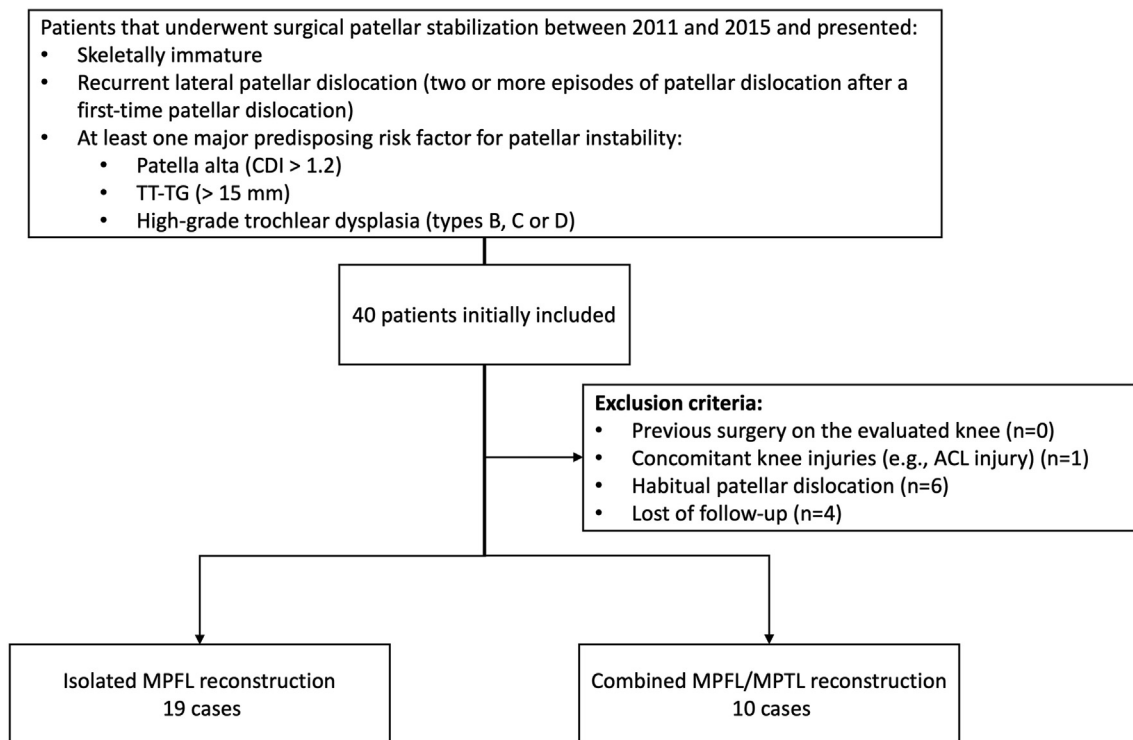 Patients that underwent surgical patellar stabilization between 2011 and 2015 and presented:
• Skeletally immature
• Recurrent lateral patellar dislocation (two or more episodes of patellar dislocation after a
first-time patellar dislocation)
• At least one major predisposing risk factor for patellar instability:
• Patella alta (CDI > 1.2)
• TT-TG (> 15 mm)
• High-grade trochlear dysplasia (types B, C or D)
40 patients initially included
Exclusion criteria:
• Previous surgery on the evaluated knee (n=0)
• Concomitant knee injuries (e.g., ACL injury) (n=1)
• Habitual patellar dislocation (n=6)
• Lost of follow-up (n=4)
Isolated MPFL reconstruction
19 cases
Combined MPFL/MPTL reconstruction
10 cases